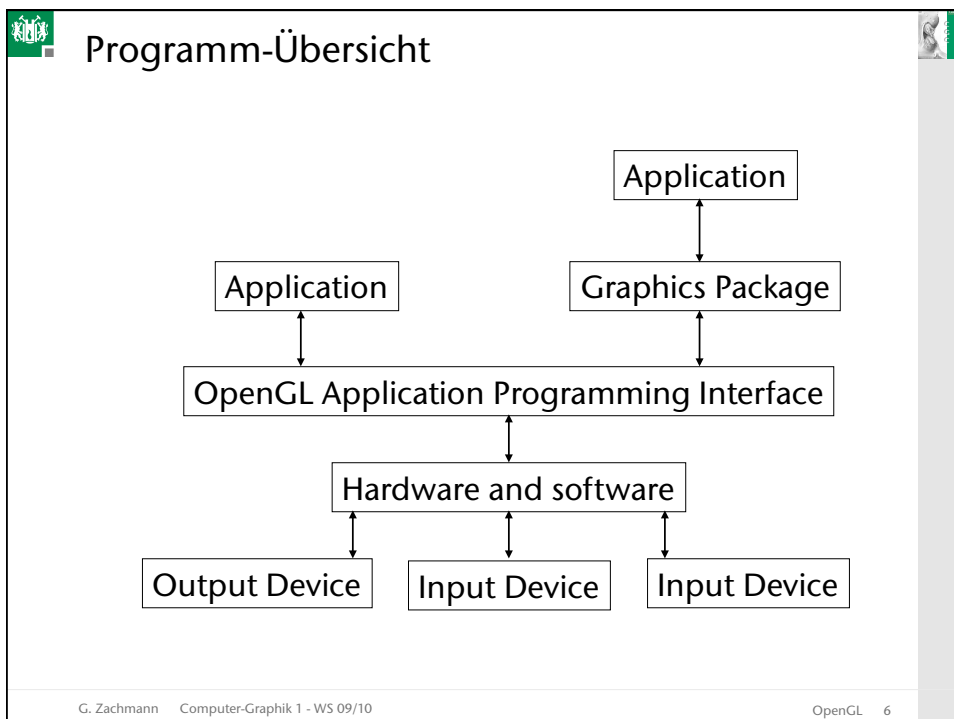 Programm-Übersicht
Application
Application
Graphics Package
OpenGL Application Programming Interface
Hardware and software
Output Device
Input Device
Input Device
G. Zachmann Computer-Graphik 1 - WS 09/10
OpenGL 6